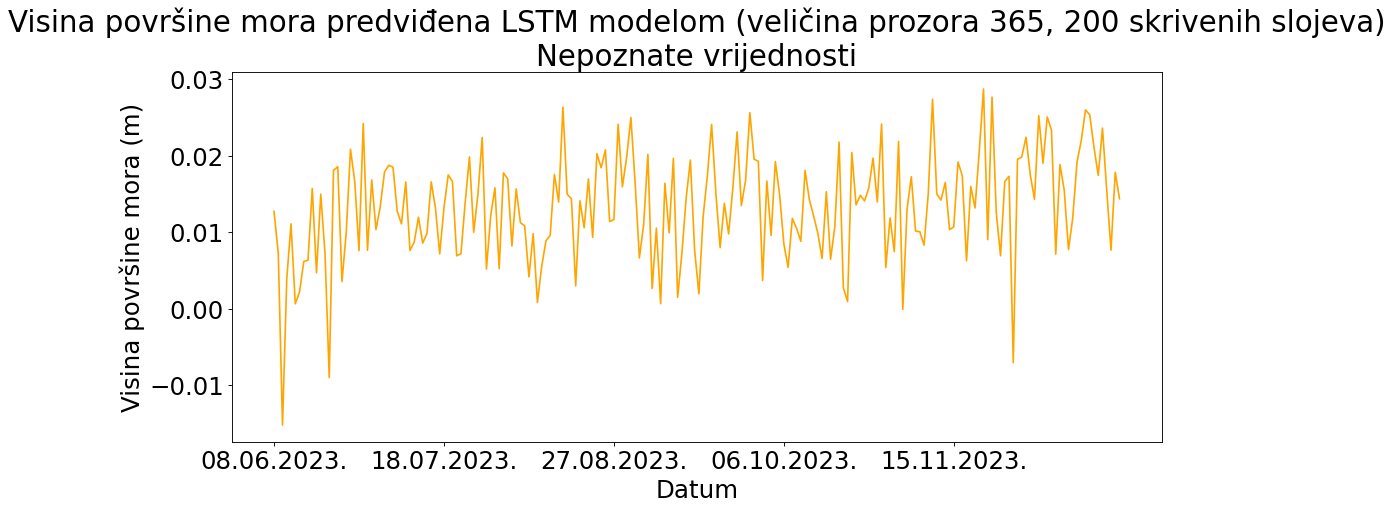 Visina površine mora predviđena LSTM modelom (veličina prozora 365, 200 skrivenih slojeva)
Nepoznate vrijednosti
Visina površine mora (m)
0.03
0.02
0.01
0.00
−0.01
08.06.2023. 18.07.2023. 27.08.2023. 06.10.2023. 15.11.2023.
Datum